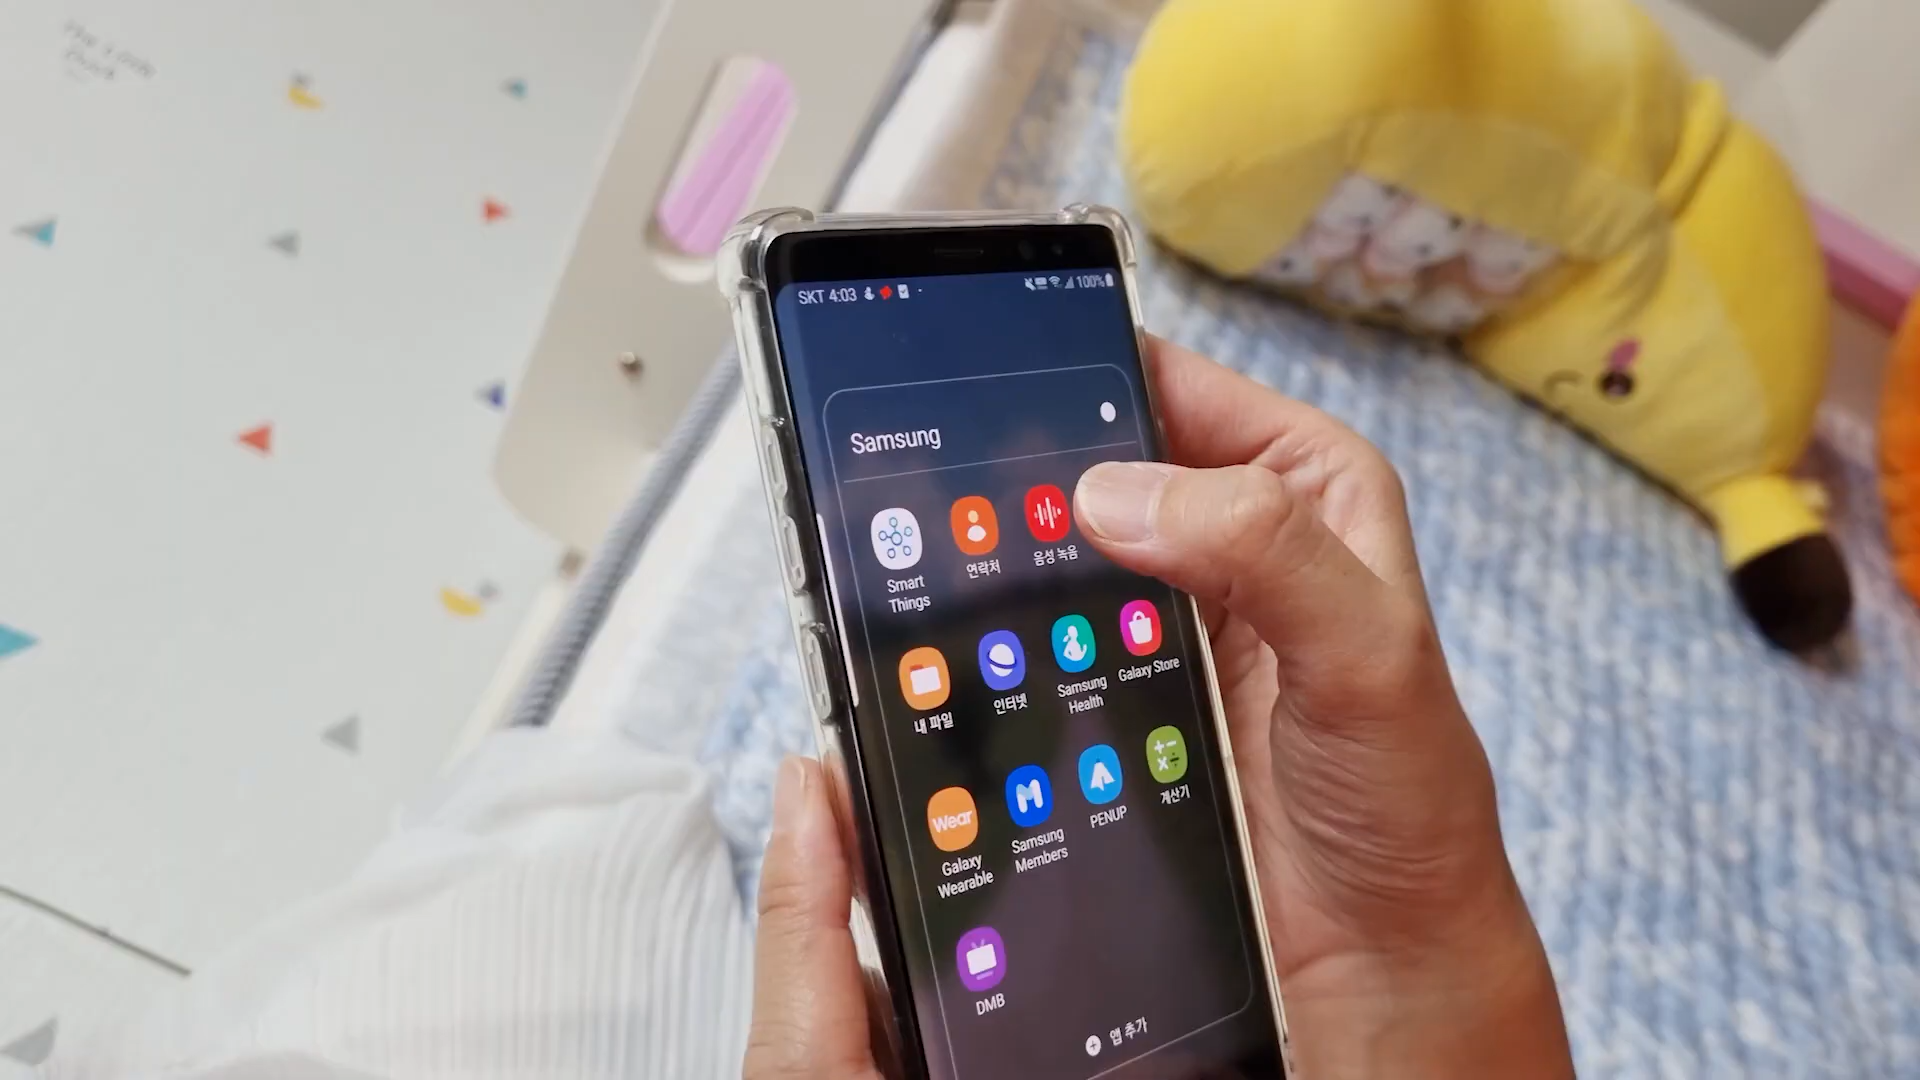 SKT 4:03
100%
Samsung
Smart
Things
연락처
음성 녹음
내 파일
인터넷
Samsung
Health
Galaxy Store
Wear
Galaxy
Wearable
Samsung
Members
PENUP
계산기
DMB
앱 추가